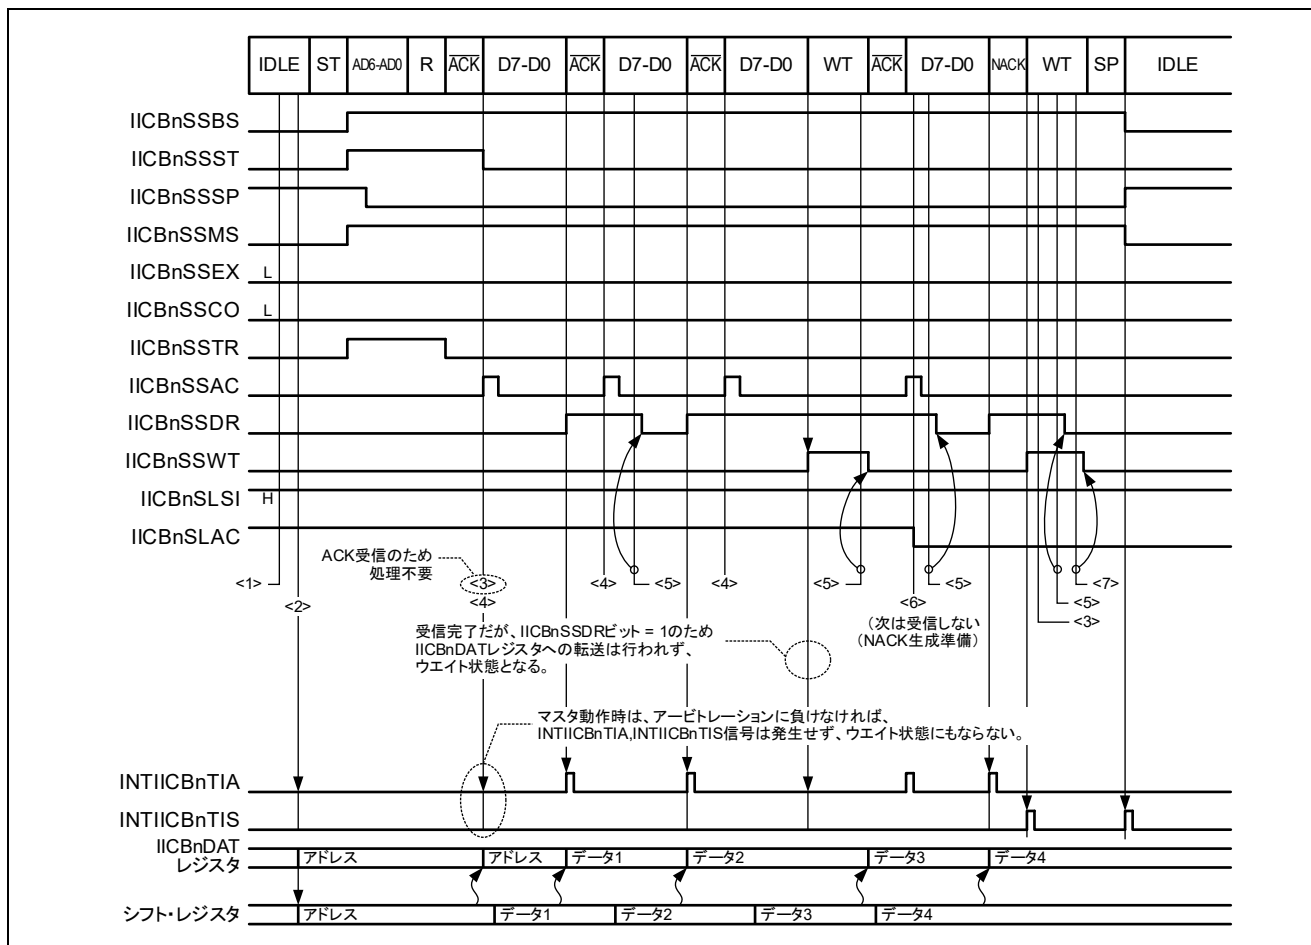 IDLE ST AD6-AD0 R ACK D7-D0 ACK D7-D0 ACK D7-D0 WT ACK D7-D0 NACK WT SP IDLE
IICBnSSBS
IICBnSSST
IICBnSSSP
IICBnSSMS
IICBnSSEX L
IICBnSSCO L
IICBnSSTR
IICBnSSAC
IICBnSSDR
IICBnSSWT
IICBnSLSI H
IICBnSLAC
ACK受信のため
処理不要
<1> <3> <4> <5> <4> <5> <5> <7>
<2> <4> <6> <5>
(次は受信しない <3>
(NACK生成準備)
受信完了だが、IICBnSSDRビット = 1のため
IICBnDATレジスタへの転送は行われず、
ウエイト状態となる。
マスタ動作時は、アービトレーションに負けなければ、
INTIICBnTIA,INTIICBnTIS信号は発生せず、ウエイト状態にもならない。
INTIICBnTIA
INTIICBnTIS
IICBnDAT
レジスタ アドレス アドレス データ1 データ2 データ3 データ4
シフト・レジスタ アドレス データ1 データ2 データ3 データ4